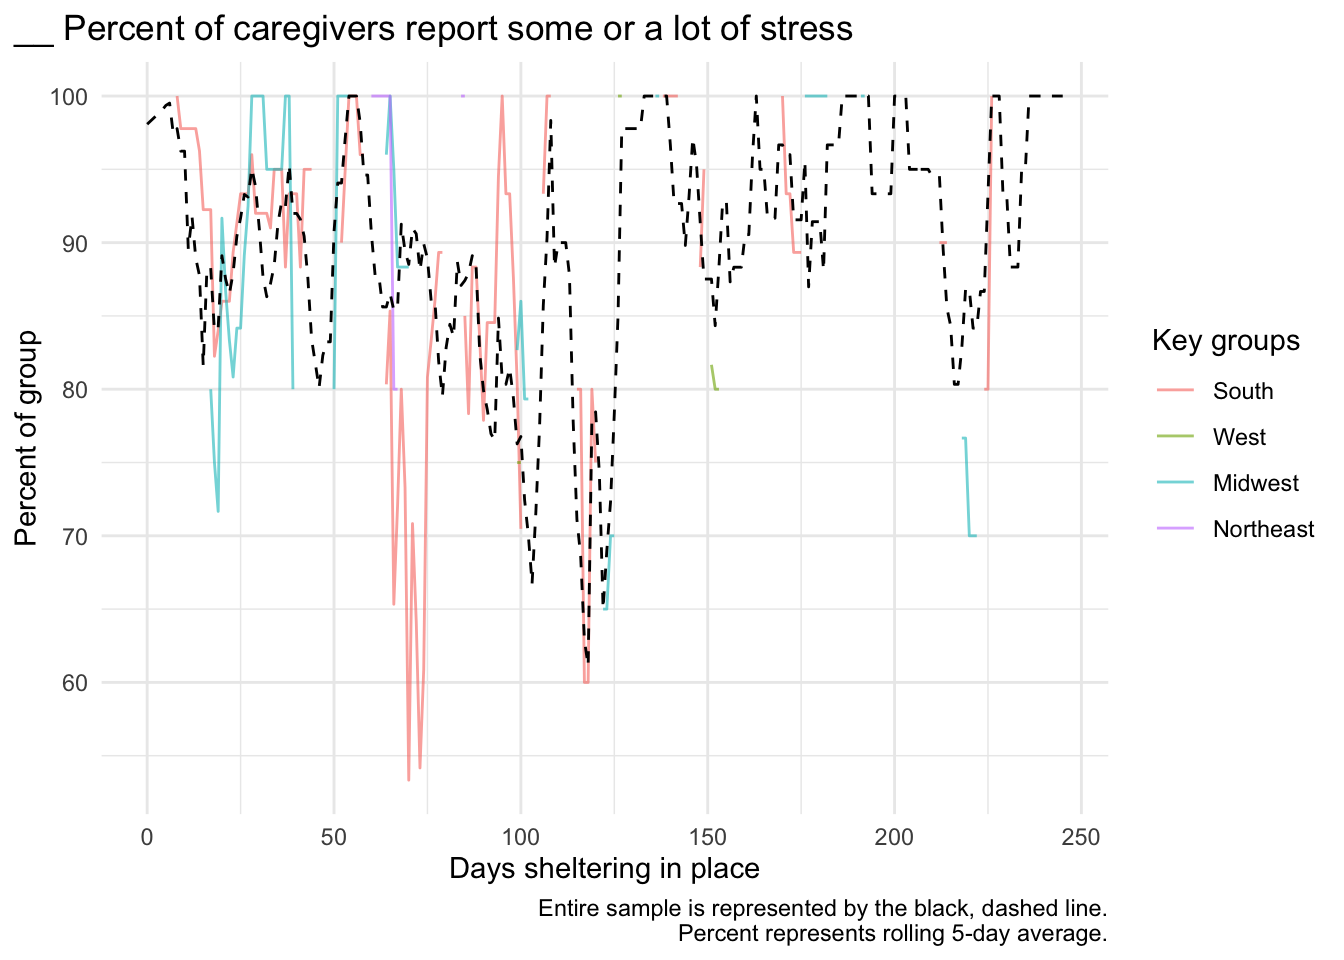 __ Percent of caregivers report some or a lot of stress
100
90
80
70
60
Percent of group
0
50
100
150
200
250
Days sheltering in place
Key groups
South
West
Midwest
Northeast
Entire sample is represented by the black, dashed line.
Percent represents rolling 5-day average.